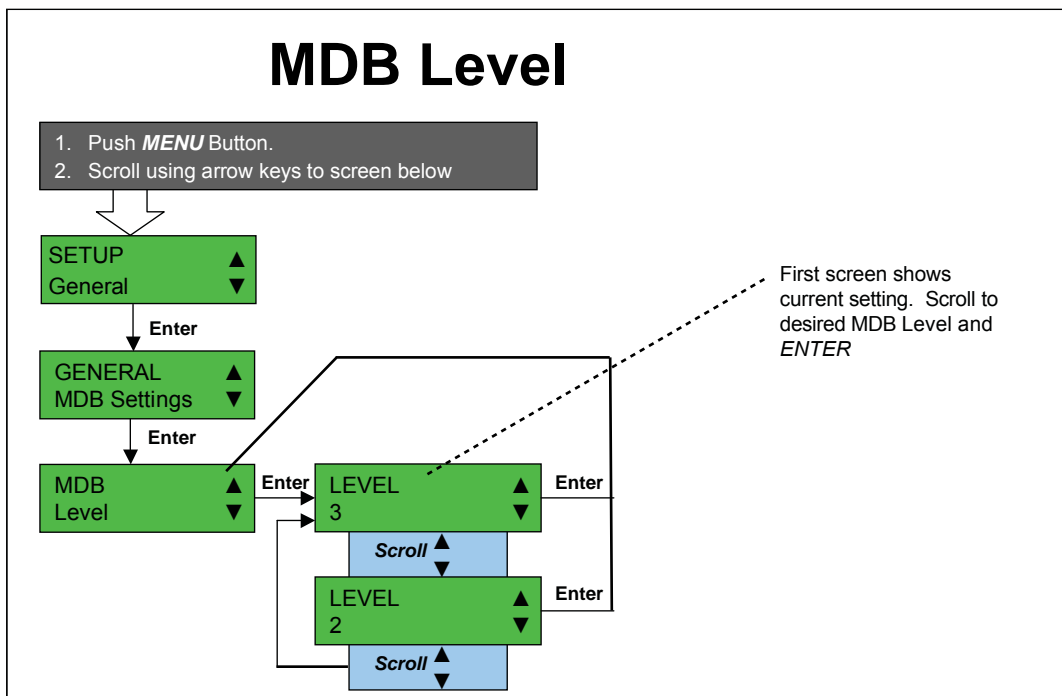 MDB Level
1. Push MENU Button.
2. Scroll using arrow keys to screen below
SETUP ▲
General ▼
Enter
GENERAL ▲
MDB Settings ▼
Enter
MDB ▲
Level ▼
Enter
LEVEL ▲
3 ▼
Enter
Scroll ▲
▼
LEVEL ▲
2 ▼
Enter
Scroll ▲
▼
First screen shows
current setting. Scroll to
desired MDB Level and
ENTER